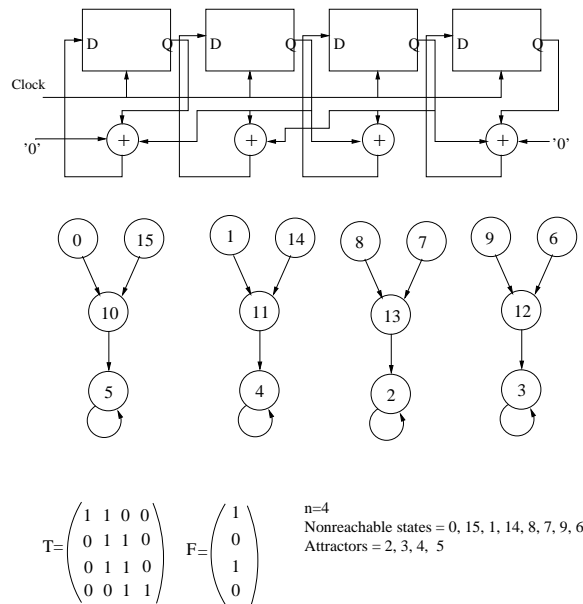 D Q D Q D Q D Q
Clock
'0' + + + + '0'
0 15 1 14 8 7 9 6
10 11 13 12
5 4 2 3
n=4
Nonreachable states = 0, 15, 1, 14, 8, 7, 9, 6
Attractors = 2, 3, 4, 5
T= 1 1 0 0 F= 1
0 1 1 0 0
0 1 1 0 1
0 0 1 1 0